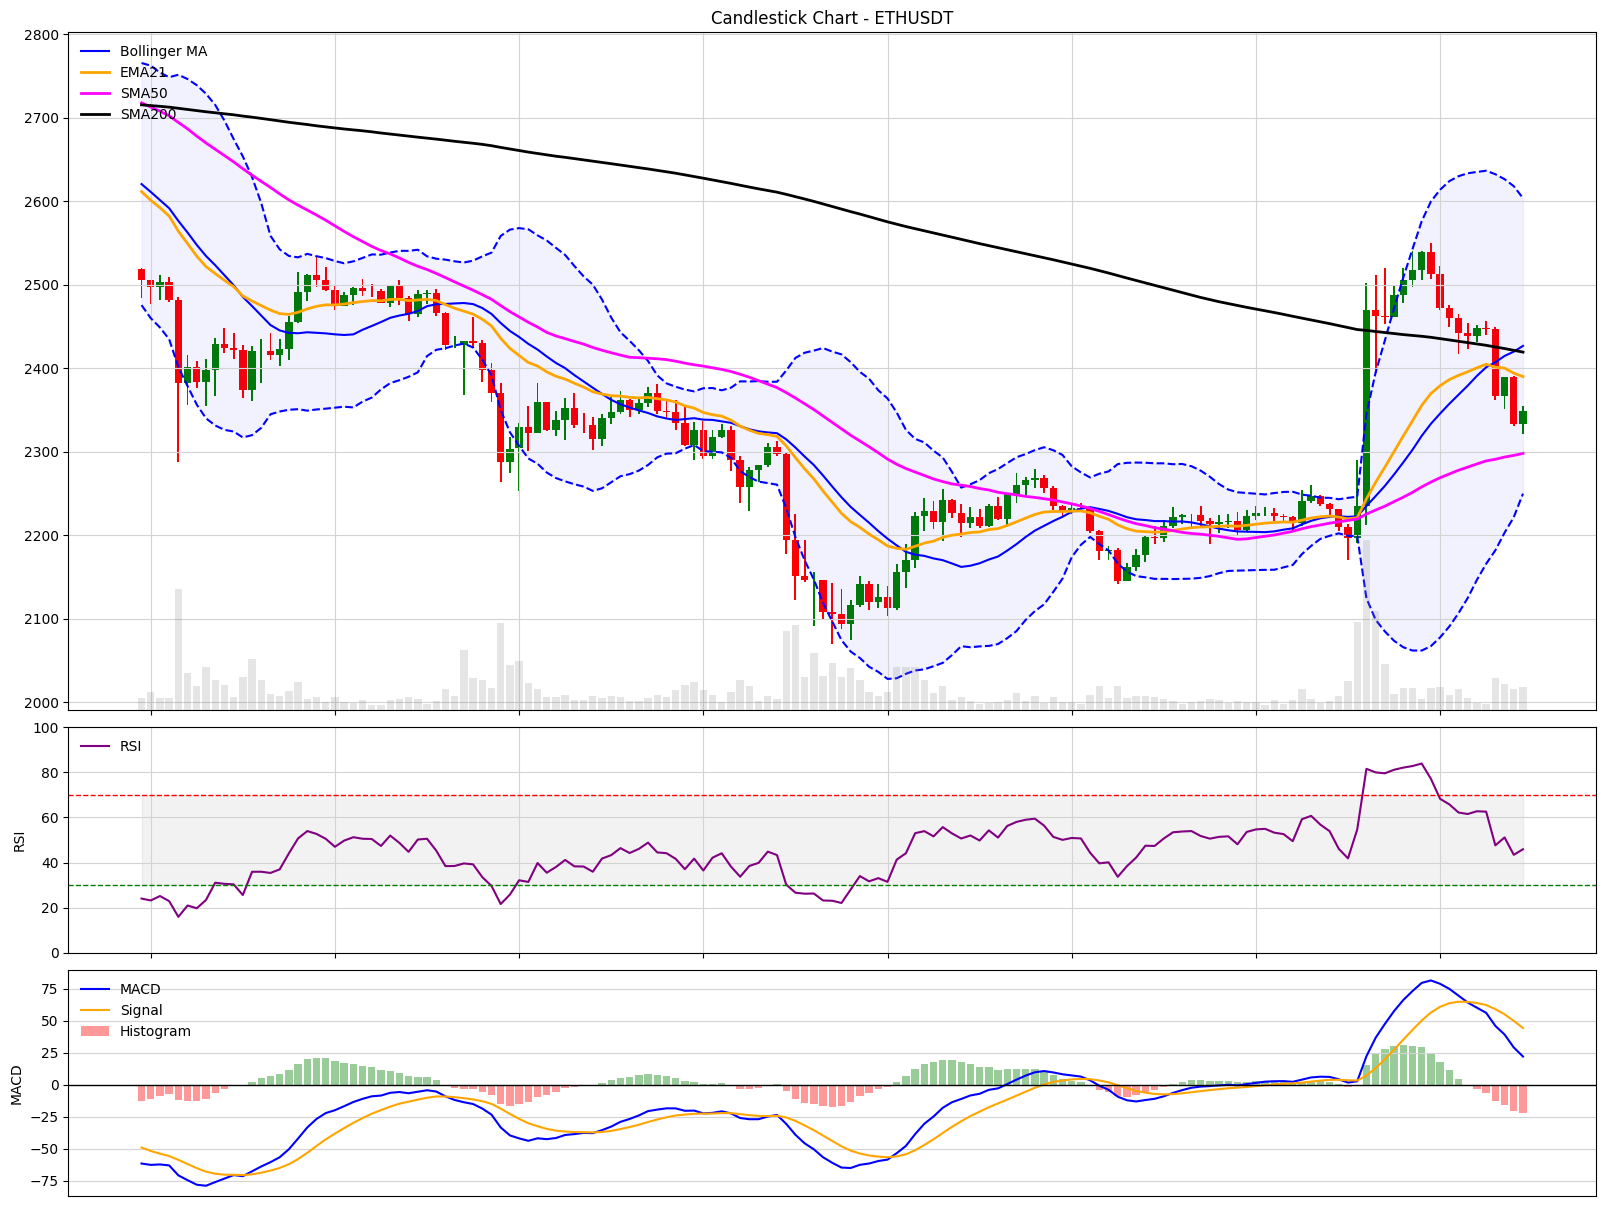 Candlestick Chart - ETHUSDT
2800
2700
2600
2500
2400
2300
2200
2100
2000
Bollinger MA
EMA21
SMA50
SMA200
100
80
60
40
20
0
RSI
RSI
75
50
25
0
−25
−50
−75
MACD
MACD
Signal
Histogram